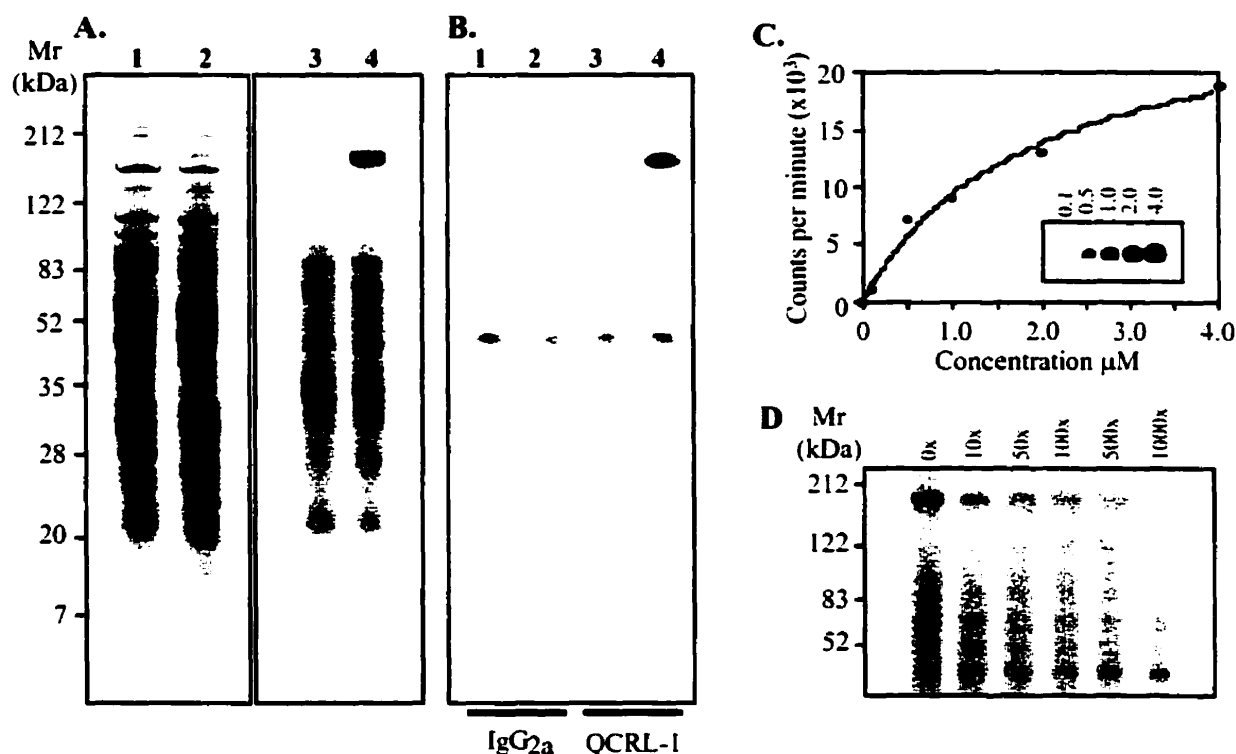 A.
Mr
(kDa)
1 2 3 4
212
122
83
52
35
28
20
7
B.
1 2 3 4
IgG2a QCRL-1
C.
Counts per minute (x10³)
20
15
10
5
0
0 1.0 2.0 3.0 4.0
Concentration µM
0.1 0.5 1.0 2.0 4.0
D
Mr
(kDa)
0x 10x 50x 100x 500x 1000x
212
122
83
52